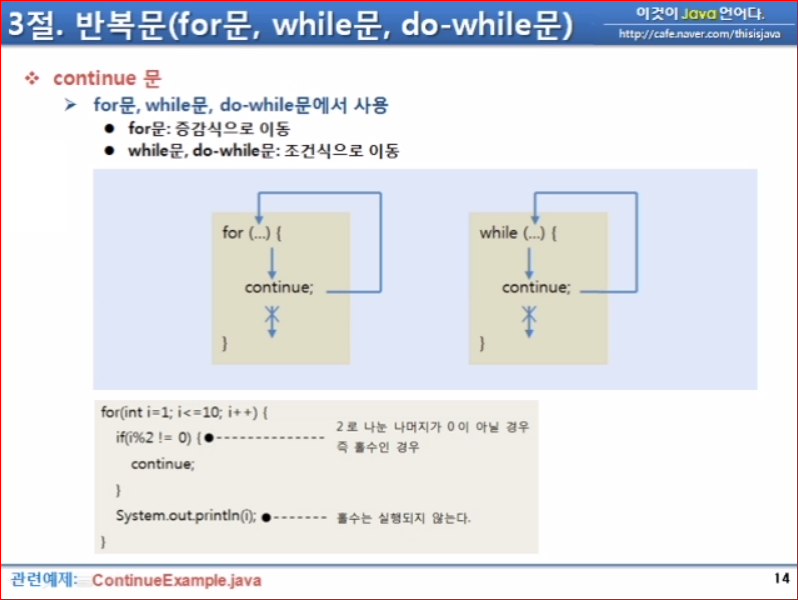 3절. 반복문(for문, while문, do-while문)
이것이 Java 언어다.
http://cafe.naver.com/thisisjava
❖ continue 문
➢ for문, while문, do-while문에서 사용
● for문: 증감식으로 이동
● while문, do-while문: 조건식으로 이동
for (...) {
continue;
}
while (...) {
continue;
}
for(int i=1; i<=10; i++) {
if(i%2 != 0) {
2로 나눈 나머지가 0이 아닐 경우
즉 홀수인 경우
continue;
}
System.out.println(i);
홀수는 실행되지 않는다.
}
관련예제: ContinueExample.java
14